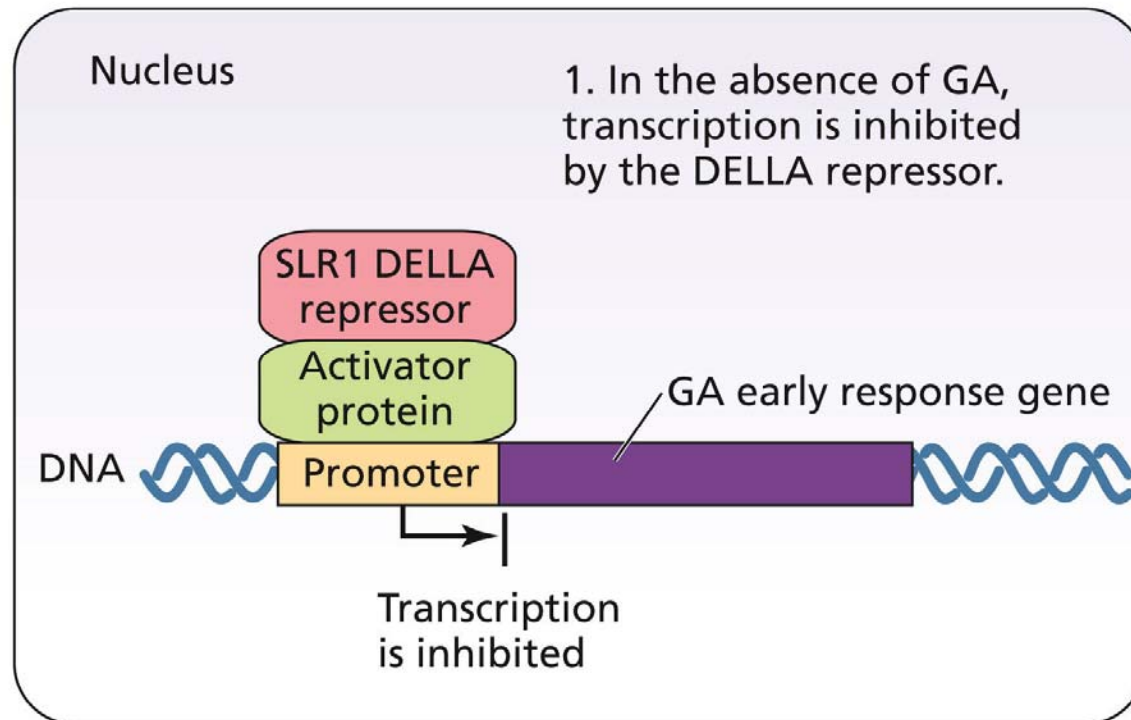 Nucleus
1. In the absence of GA,
transcription is inhibited
by the DELLA repressor.
SLR1 DELLA
repressor
Activator
protein
GA early response gene
DNA
Promoter
Transcription
is inhibited